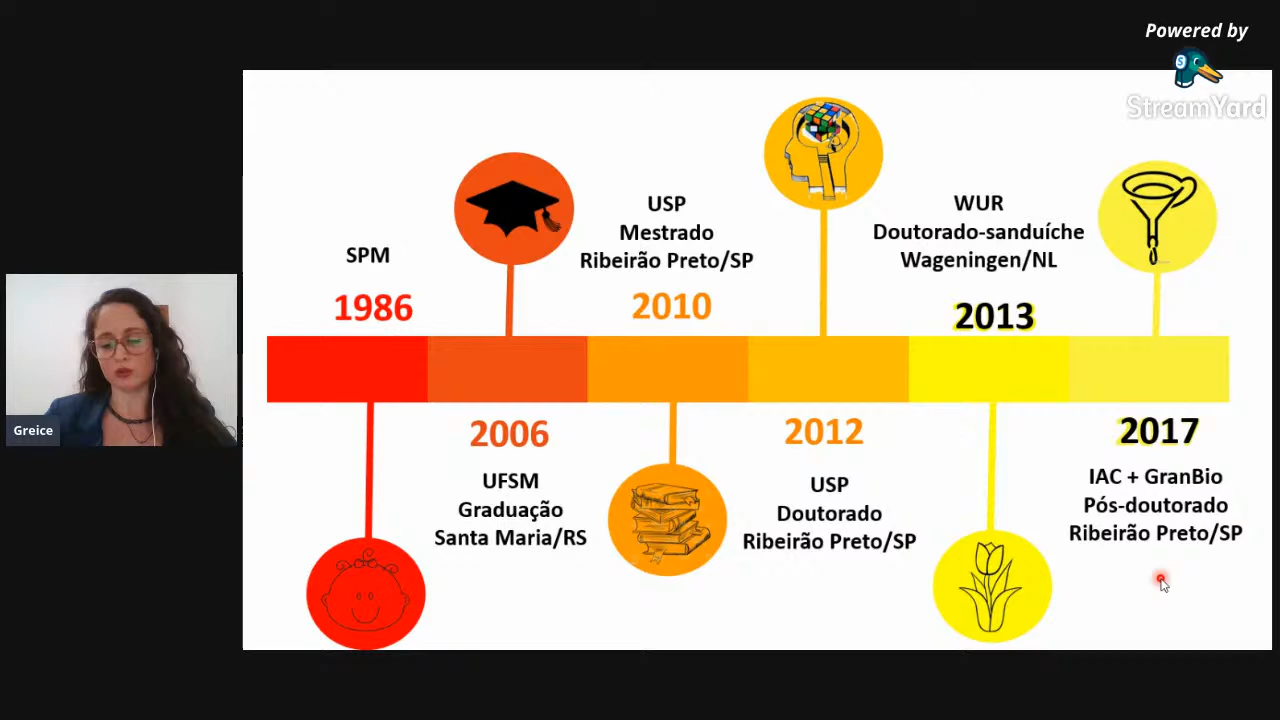 Powered by
StreamYard
S
Greice
SPM
1986
2006
UFSM
Graduação
Santa Maria/RS
USP
Mestrado
Ribeirão Preto/SP
2010
2012
USP
Doutorado
Ribeirão Preto/SP
WUR
Doutorado-sanduíche
Wageningen/NL
2013
2017
IAC + GranBio
Pós-doutorado
Ribeirão Preto/SP